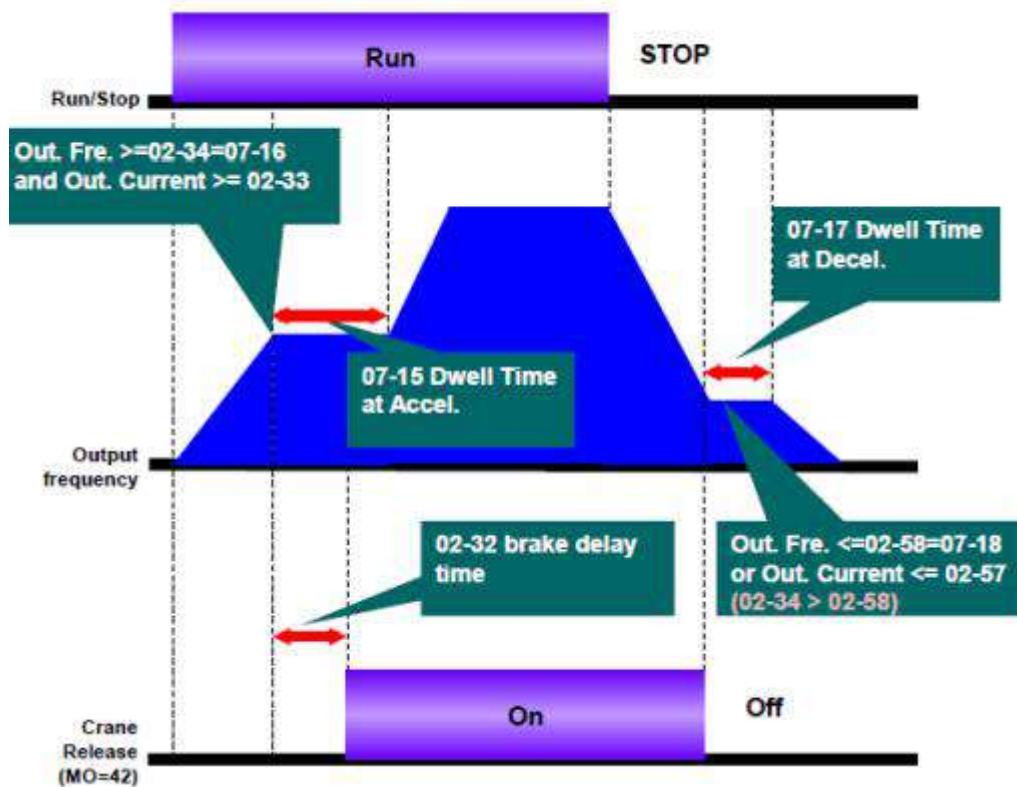 Run
STOP
Run/Stop
Out. Fre. >=02-34=07-16
and Out. Current >= 02-33
07-17 Dwell Time
at Decel.
07-15 Dwell Time
at Accel.
Output
frequency
02-32 brake delay
time
Out. Fre. <=02-58=07-18
or Out. Current <= 02-57
(02-34 > 02-58)
On
Off
Crane
Release
(MO=42)